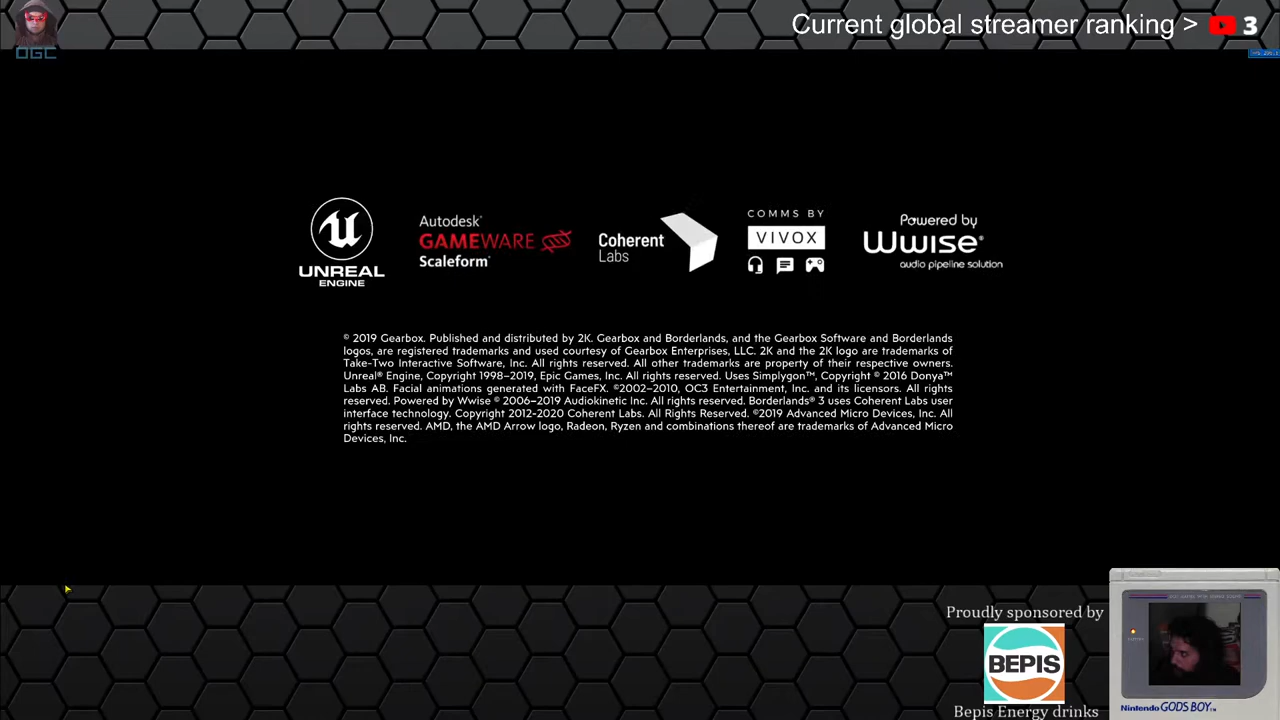 Current global streamer ranking > 3
OGC
UNREAL
ENGINE
Autodesk®
GAMEWARE
Scaleform®
Coherent
Labs
COMMS BY
VIVOX
Powered by
Wwise®
audio pipeline solution
© 2019 Gearbox. Published and distributed by 2K. Gearbox and Borderlands, and the Gearbox Software and Borderlands
logos, are registered trademarks and used courtesy of Gearbox Enterprises, LLC. 2K and the 2K logo are trademarks of
Take-Two Interactive Software, Inc. All rights reserved. All other trademarks are property of their respective owners.
Unreal® Engine, Copyright 1998–2019, Epic Games, Inc. All rights reserved. Uses Simplygon™, Copyright © 2016 Donya™
Labs AB. Facial animations generated with FaceFX. ©2002–2010, OC3 Entertainment, Inc. and its licensors. All rights
reserved. Powered by Wwise © 2006–2019 Audiokinetic Inc. All rights reserved. Borderlands® 3 uses Coherent Labs user
interface technology. Copyright 2012-2020 Coherent Labs. All Rights Reserved. ©2019 Advanced Micro Devices, Inc. All
rights reserved. AMD, the AMD Arrow logo, Radeon, Ryzen and combinations thereof are trademarks of Advanced Micro
Devices, Inc.
Proudly sponsored by
BEPIS
Bepis Energy drinks
Nintendo GODS BOY™